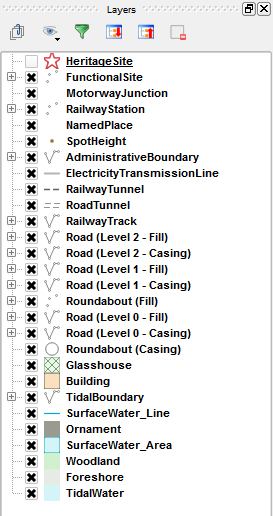 Layers
HeritageSite
FunctionalSite
MotorwayJunction
RailwayStation
NamedPlace
SpotHeight
AdministrativeBoundary
ElectricityTransmissionLine
RailwayTunnel
RoadTunnel
RailwayTrack
Road (Level 2 - Fill)
Road (Level 2 - Casing)
Road (Level 1 - Fill)
Road (Level 1 - Casing)
Roundabout (Fill)
Road (Level 0 - Fill)
Road (Level 0 - Casing)
Roundabout (Casing)
Glasshouse
Building
TidalBoundary
SurfaceWater_Line
Ornament
SurfaceWater_Area
Woodland
Foreshore
TidalWater